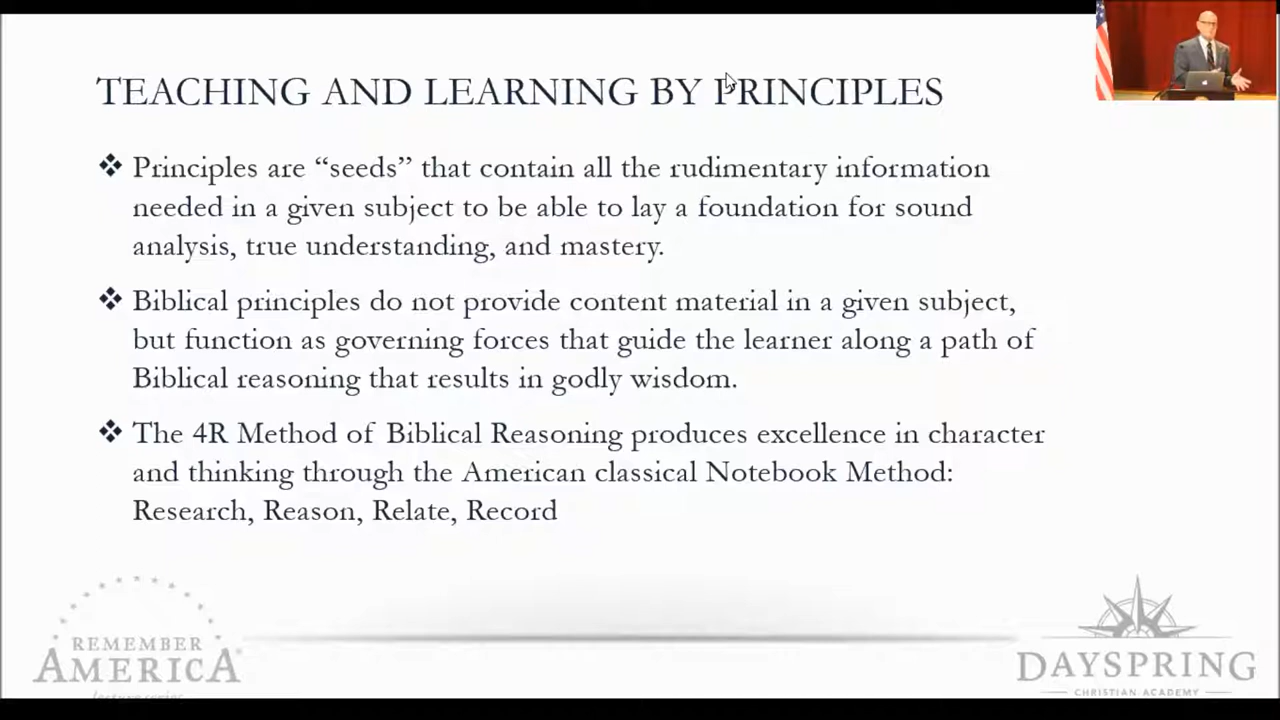 TEACHING AND LEARNING BY PRINCIPLES
❖ Principles are “seeds” that contain all the rudimentary information
needed in a given subject to be able to lay a foundation for sound
analysis, true understanding, and mastery.
❖ Biblical principles do not provide content material in a given subject,
but function as governing forces that guide the learner along a path of
Biblical reasoning that results in godly wisdom.
❖ The 4R Method of Biblical Reasoning produces excellence in character
and thinking through the American classical Notebook Method:
Research, Reason, Relate, Record
REMEMBER
AMERICA
lecture series
DAYSPRING
CHRISTIAN ACADEMY